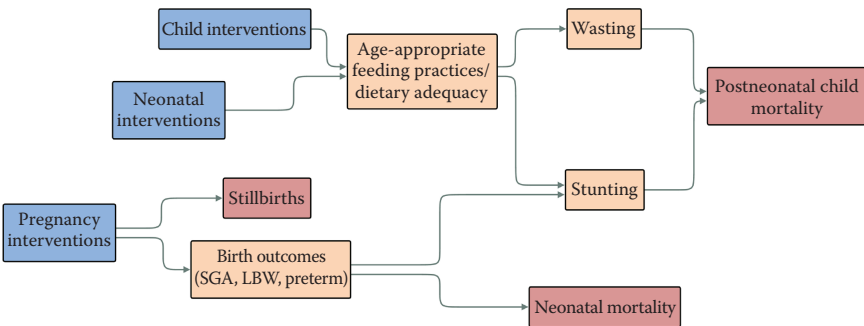 Child interventions
Wasting
Age-appropriate
feeding practices/
dietary adequacy
Postneonatal child
mortality
Neonatal
interventions
Stunting
Stillbirths
Pregnancy
interventions
Birth outcomes
(SGA, LBW, preterm)
Neonatal mortality